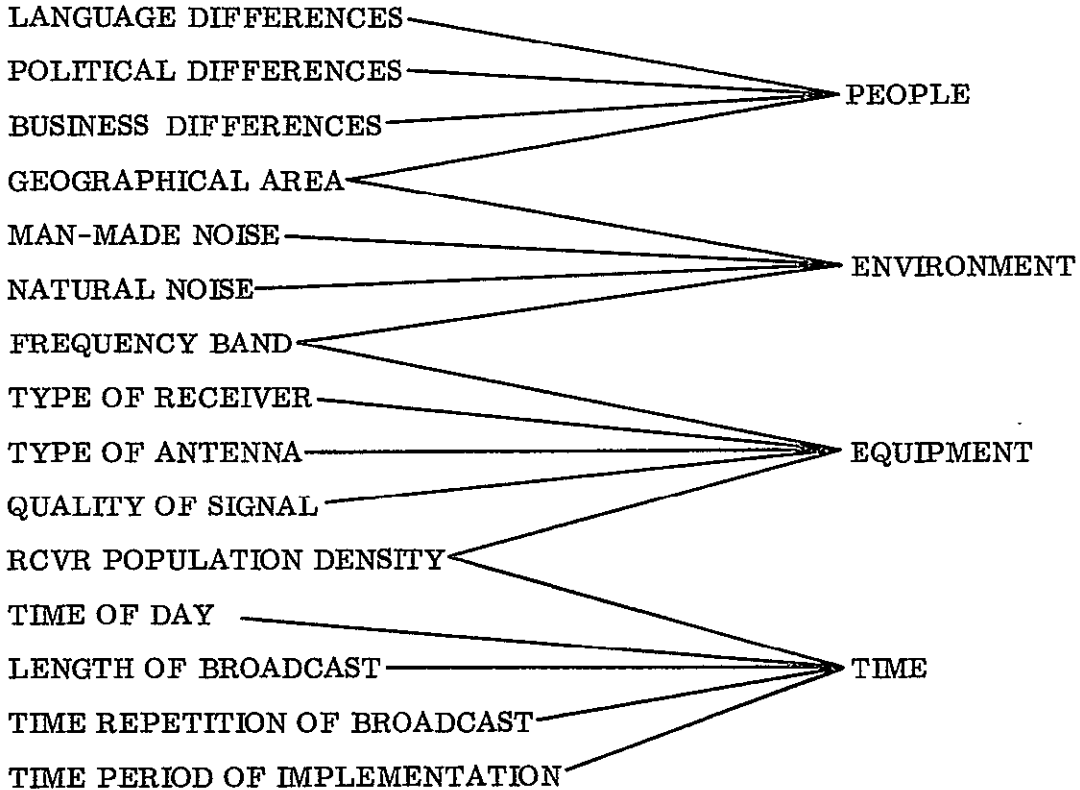 LANGUAGE DIFFERENCES
POLITICAL DIFFERENCES
BUSINESS DIFFERENCES
GEOGRAPHICAL AREA
MAN-MADE NOISE
NATURAL NOISE
FREQUENCY BAND
TYPE OF RECEIVER
TYPE OF ANTENNA
QUALITY OF SIGNAL
RCVR POPULATION DENSITY
TIME OF DAY
LENGTH OF BROADCAST
TIME REPETITION OF BROADCAST
TIME PERIOD OF IMPLEMENTATION
PEOPLE
ENVIRONMENT
EQUIPMENT
TIME